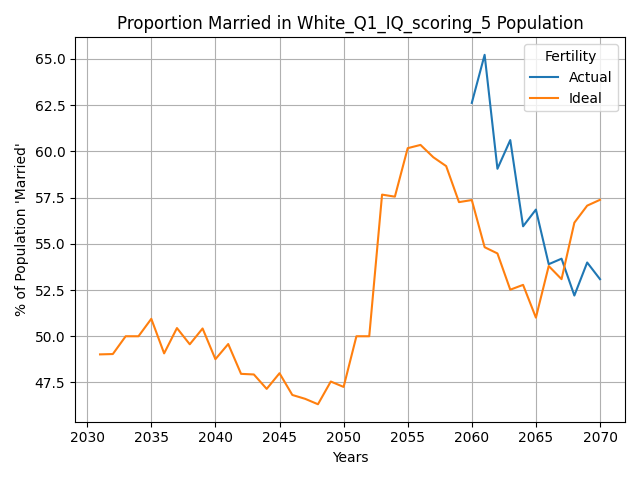 Proportion Married in White_Q1_IQ_scoring_5 Population
% of Population 'Married'
65.0
62.5
60.0
57.5
55.0
52.5
50.0
47.5
Fertility
Actual
Ideal
2030 2035 2040 2045 2050 2055 2060 2065 2070
Years